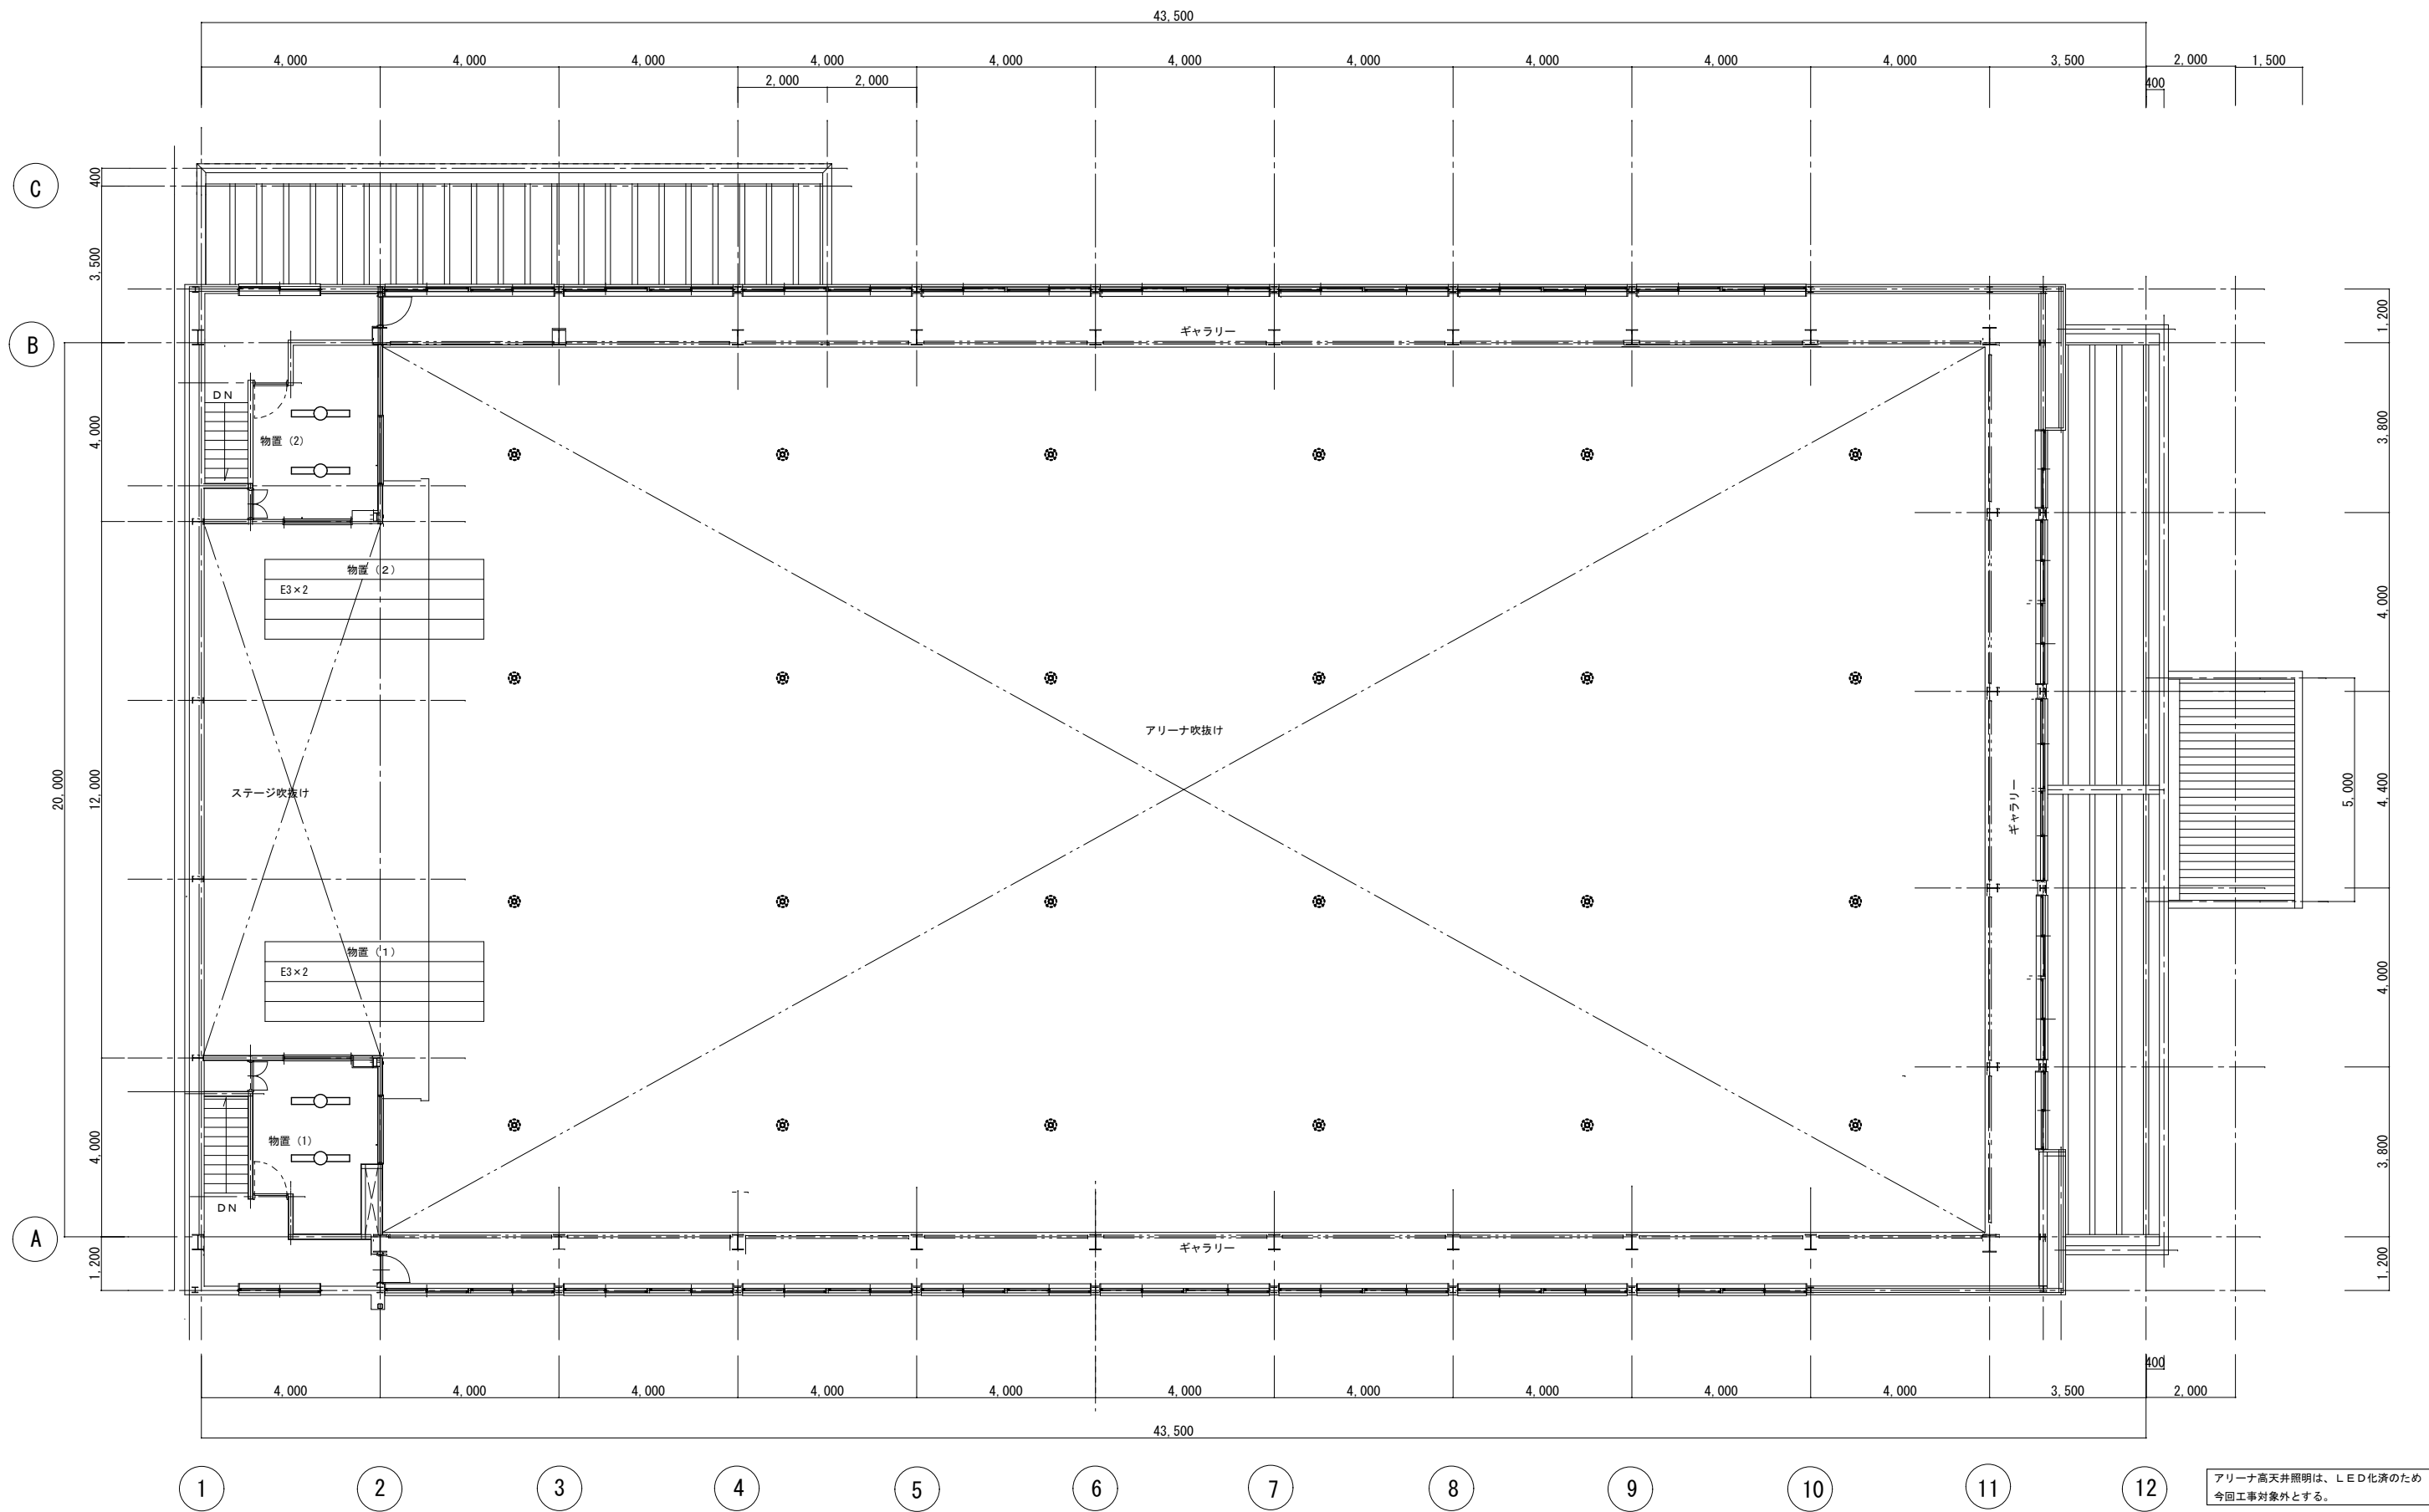 43,500
4,000 4,000 4,000 4,000 4,000 4,000 4,000 4,000 4,000 4,000 3,500 2,000 1,500
2,000 2,000 400
C
400
3,500
B
ギャラリー
1,200
DN
物置(2)
4,000
3,800
物置(2)
E3×2
4,000
アリーナ吹抜け
ステージ吹抜け
20,000
12,000
ギャラリー
4,400
5,000
物置(1)
E3×2
4,000
物置(1)
4,000
3,800
DN
A
ギャラリー
1,200
1,200
400
4,000 4,000 4,000 4,000 4,000 4,000 4,000 4,000 4,000 4,000 3,500 2,000
43,500
1 2 3 4 5 6 7 8 9 10 11 12
アリーナ高天井照明は、LED化済のため
今回工事対象外とする。